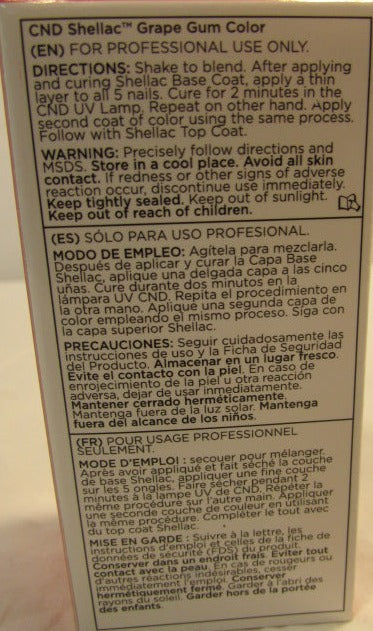 CND Shellac™ Grape Gum Color
(EN) FOR PROFESSIONAL USE ONLY.
DIRECTIONS: Shake to blend. After applying
and curing Shellac Base Coat, apply a thin
layer to all 5 nails. Cure for 2 minutes in the
CND UV Lamp. Repeat on other hand. Apply
second coat of color using the same process.
Follow with Shellac Top Coat.
WARNING: Precisely follow directions and
MSDS. Store in a cool place. Avoid all skin
contact. If redness or other signs of adverse
reaction occur, discontinue use immediately.
Keep tightly sealed. Keep out of sunlight.
Keep out of reach of children.
(ES) SÓLO PARA USO PROFESIONAL.
MODO DE EMPLEO: Agítela para mezclarla.
Después de aplicar y curar la Capa Base
Shellac, aplique una delgada capa a las cinco
uñas. Cure durante dos minutos en la
lámpara UV CND. Repita el procedimiento en
la otra mano. Aplique una segunda capa de
color empleando el mismo proceso. Siga con
la capa superior Shellac.
PRECAUCIONES: Seguir cuidadosamente las
instrucciones de uso y la Ficha de Seguridad
del Producto. Almacenar en un lugar fresco.
Evite el contacto con la piel. En caso de
enrojecimiento de la piel u otra reacción
adversa, dejar de usar inmediatamente.
Mantener cerrado herméticamente.
Mantenga fuera de la luz solar. Mantenga
fuera del alcance de los niños.
(FR) POUR USAGE PROFESSIONNEL
SEULEMENT.
MODE D'EMPLOI : secouer pour mélanger.
Après avoir appliqué et fait séché la couche
de base Shellac, appliquer une fine couche
sur les 5 ongles. Faire sécher pendant 2
minutes à la lampe UV de CND. Répéter la
même procédure sur l'autre main. Appliquer
une seconde couche de couleur en utilisant
la même procédure. Compléter le tout avec
du top coat Shellac.
MISE EN GARDE : Suivre à la lettre, les
instructions d'emploi et celles de la fiche de
données de sécurité (FDS) du produit.
Conserver dans un endroit frais. Éviter tout
contact avec la peau. En cas de rougeurs ou
d'autres réactions indésirables, cesser
immédiatement l'emploi. Conserver
hermétiquement fermé. Garder à l'abri des
rayons du soleil. Garder hors de la portée
des enfants.